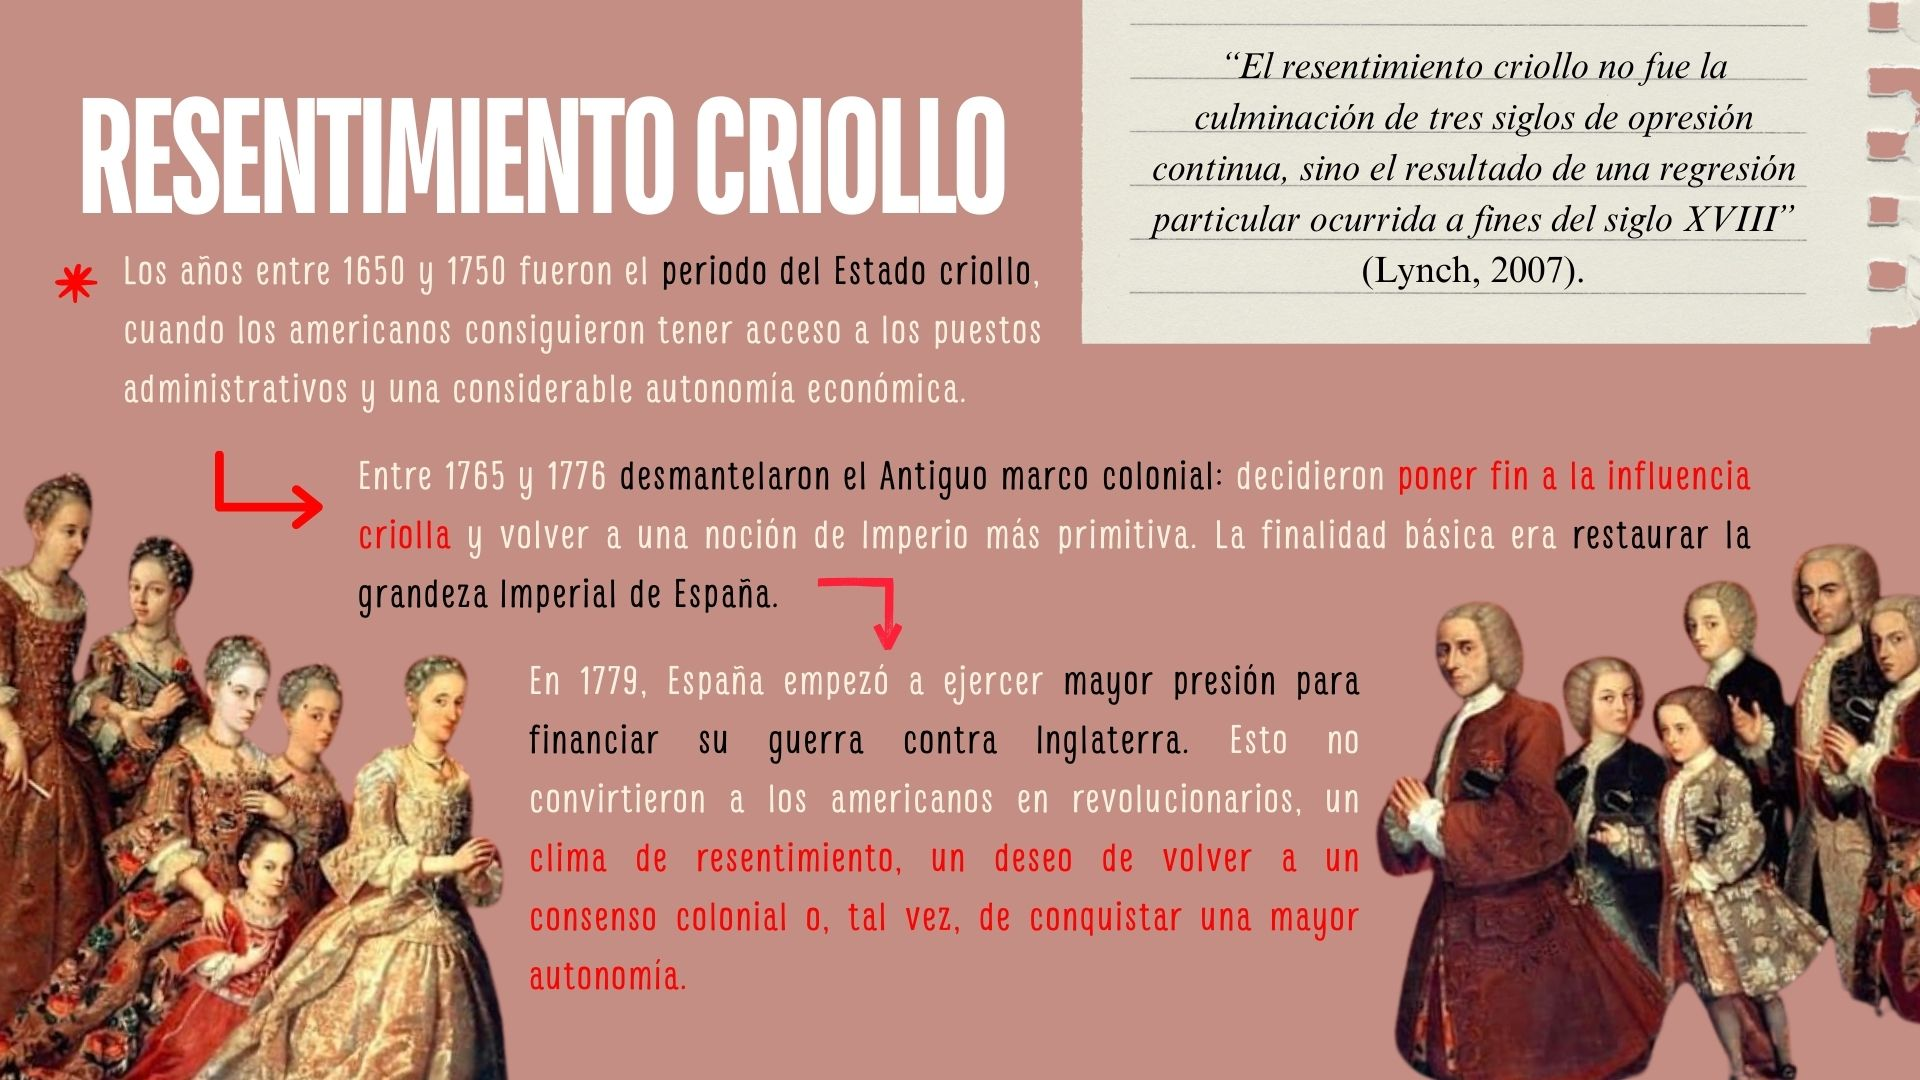 RESENTIMIENTO CRIOLLO
“El resentimiento criollo no fue la
culminación de tres siglos de opresión
continua, sino el resultado de una regresión
particular ocurrida a fines del siglo XVIII”
(Lynch, 2007).
Los años entre 1650 y 1750 fueron el periodo del Estado criollo,
cuando los americanos consiguieron tener acceso a los puestos
administrativos y una considerable autonomía económica.
Entre 1765 y 1776 desmantelaron el Antiguo marco colonial: decidieron poner fin a la influencia
criolla y volver a una noción de Imperio más primitiva. La finalidad básica era restaurar la
grandeza Imperial de España.
En 1779, España empezó a ejercer mayor presión para
financiar su guerra contra Inglaterra. Esto no
convirtieron a los americanos en revolucionarios, un
clima de resentimiento, un deseo de volver a un
consenso colonial o, tal vez, de conquistar una mayor
autonomía.